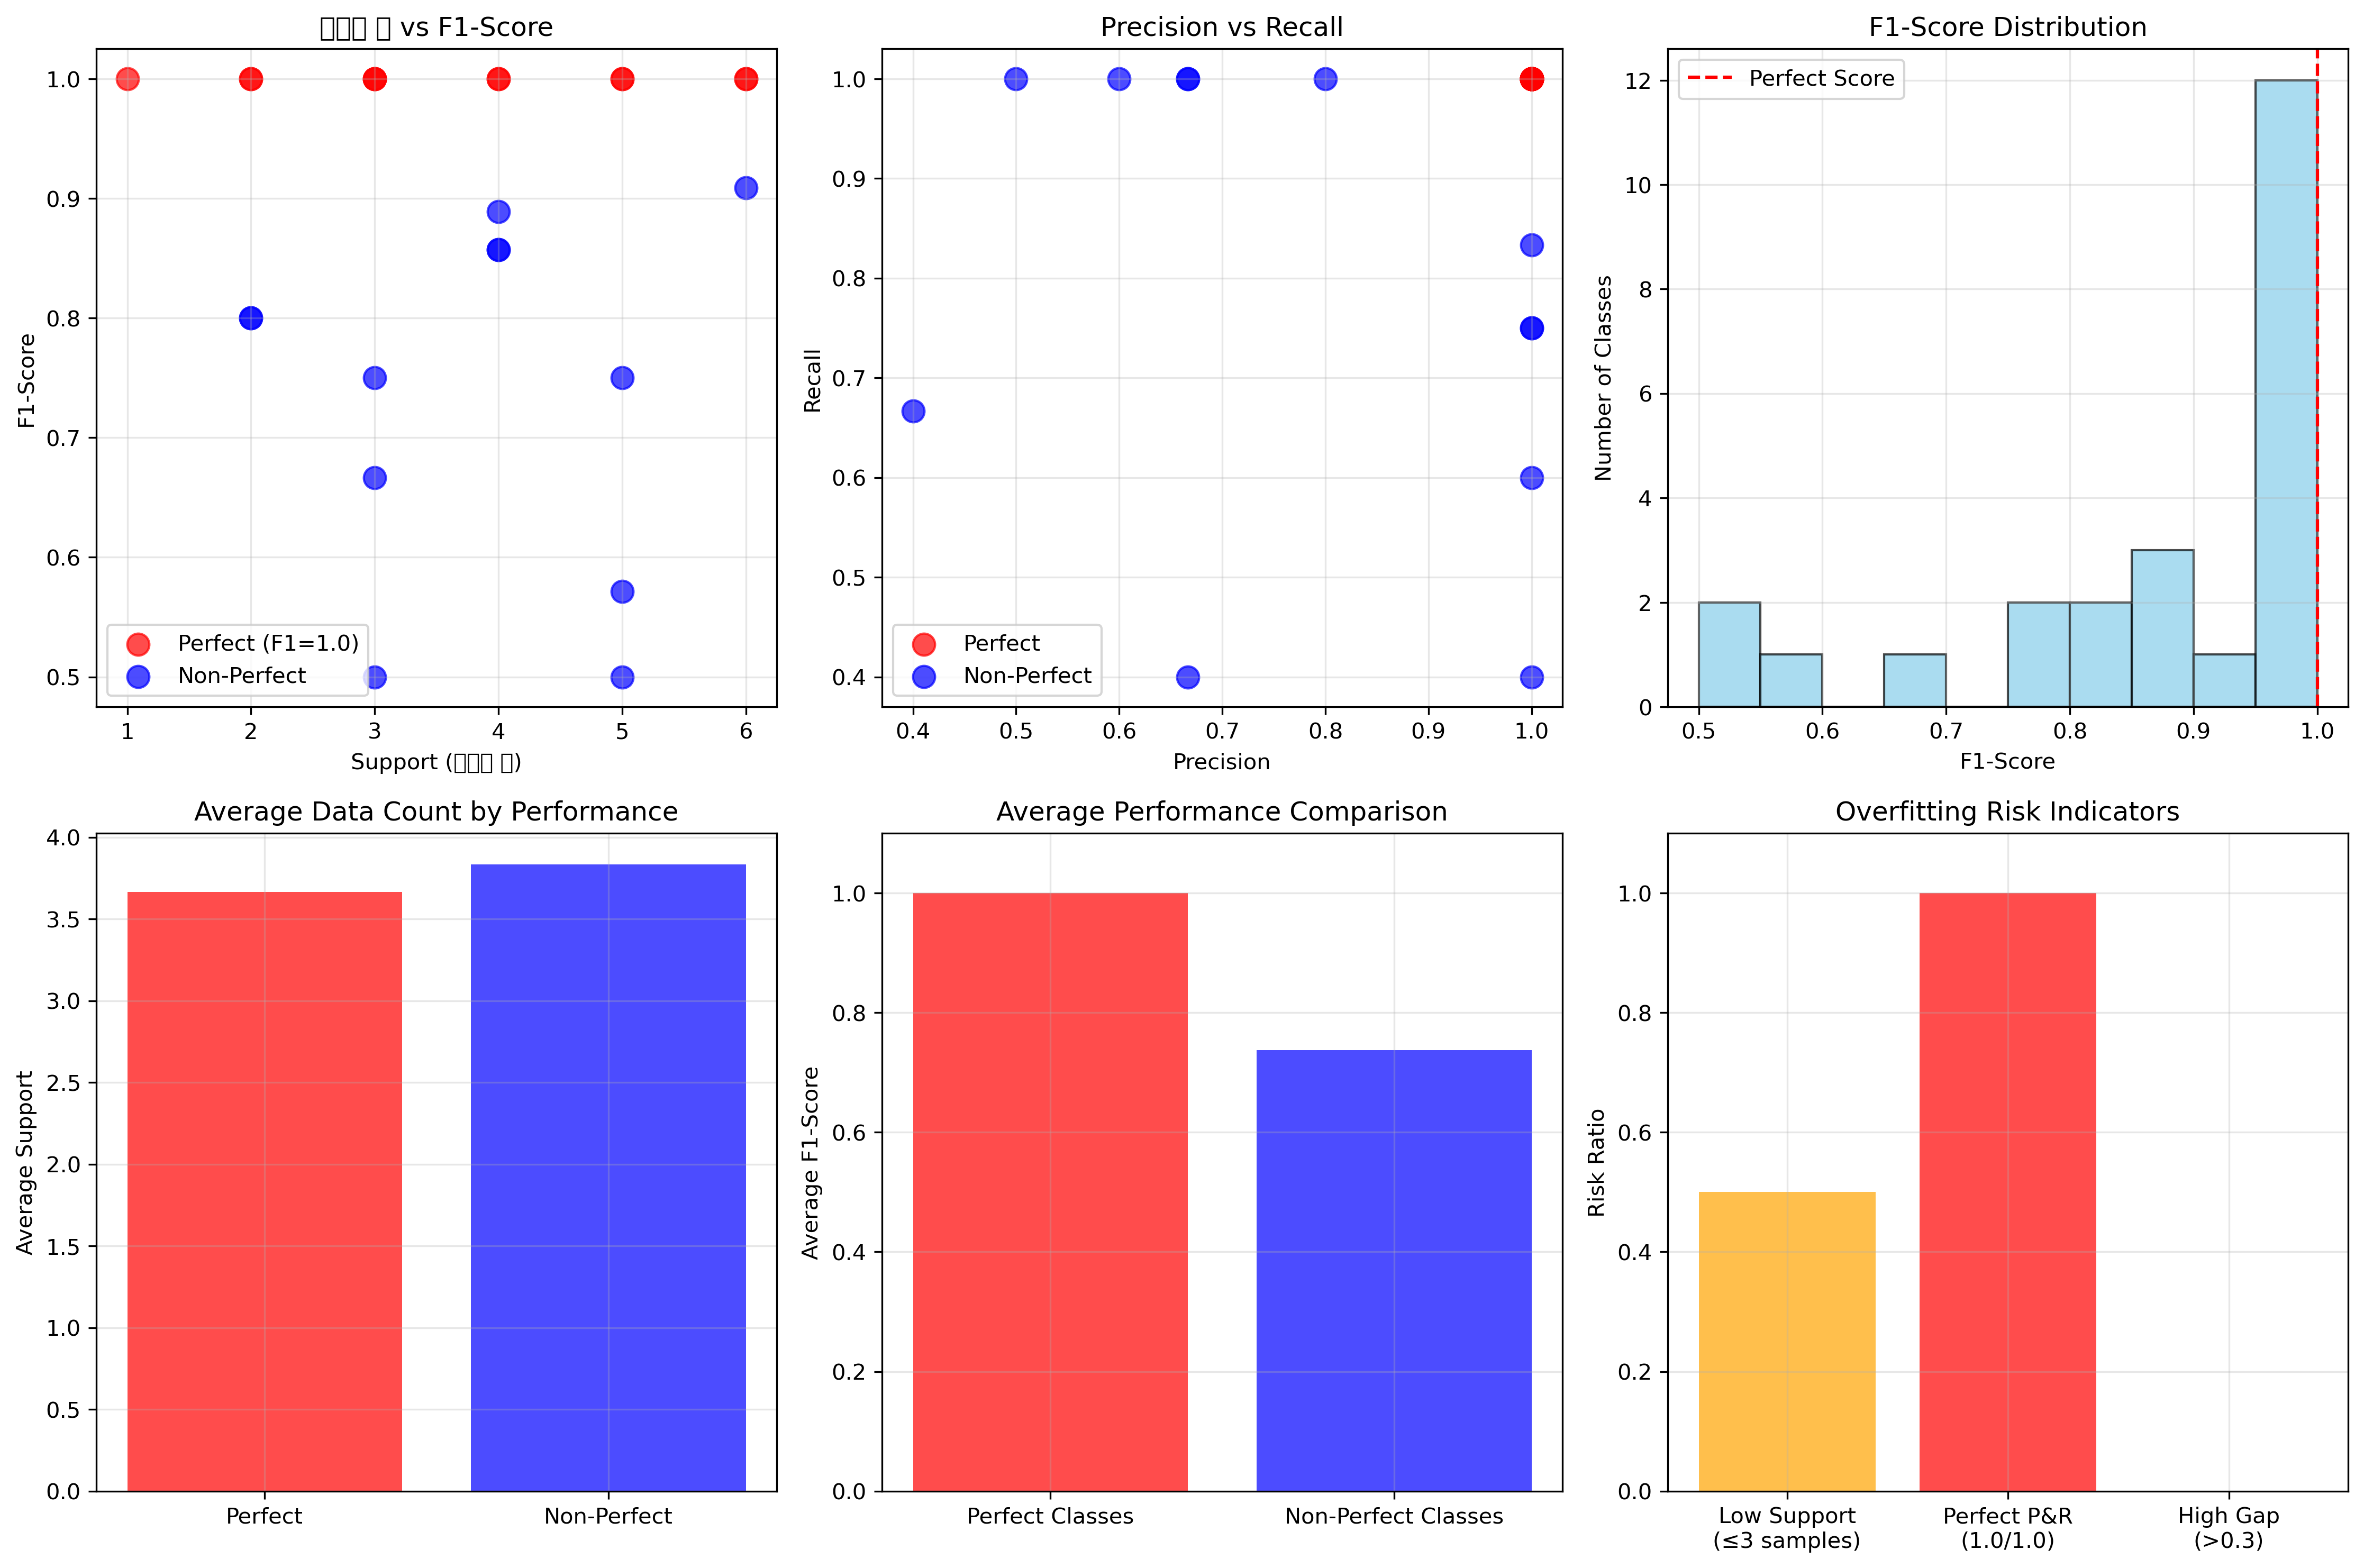 vs F1-Score
F1-Score
1.0
0.9
0.8
0.7
0.6
0.5
Perfect (F1=1.0)
Non-Perfect
1 2 3 4 5 6
Support (
Precision vs Recall
Recall
1.0
0.9
0.8
0.7
0.6
0.5
0.4
Perfect
Non-Perfect
0.4 0.5 0.6 0.7 0.8 0.9 1.0
Precision
F1-Score Distribution
Number of Classes
12
10
8
6
4
2
0
Perfect Score
0.5 0.6 0.7 0.8 0.9 1.0
F1-Score
Average Data Count by Performance
Average Support
4.0
3.5
3.0
2.5
2.0
1.5
1.0
0.5
0.0
Perfect Non-Perfect
Average Performance Comparison
Average F1-Score
1.0
0.8
0.6
0.4
0.2
0.0
Perfect Classes Non-Perfect Classes
Overfitting Risk Indicators
Risk Ratio
1.0
0.8
0.6
0.4
0.2
0.0
Low Support
(≤3 samples)
Perfect P&R
(1.0/1.0)
High Gap
(>0.3)